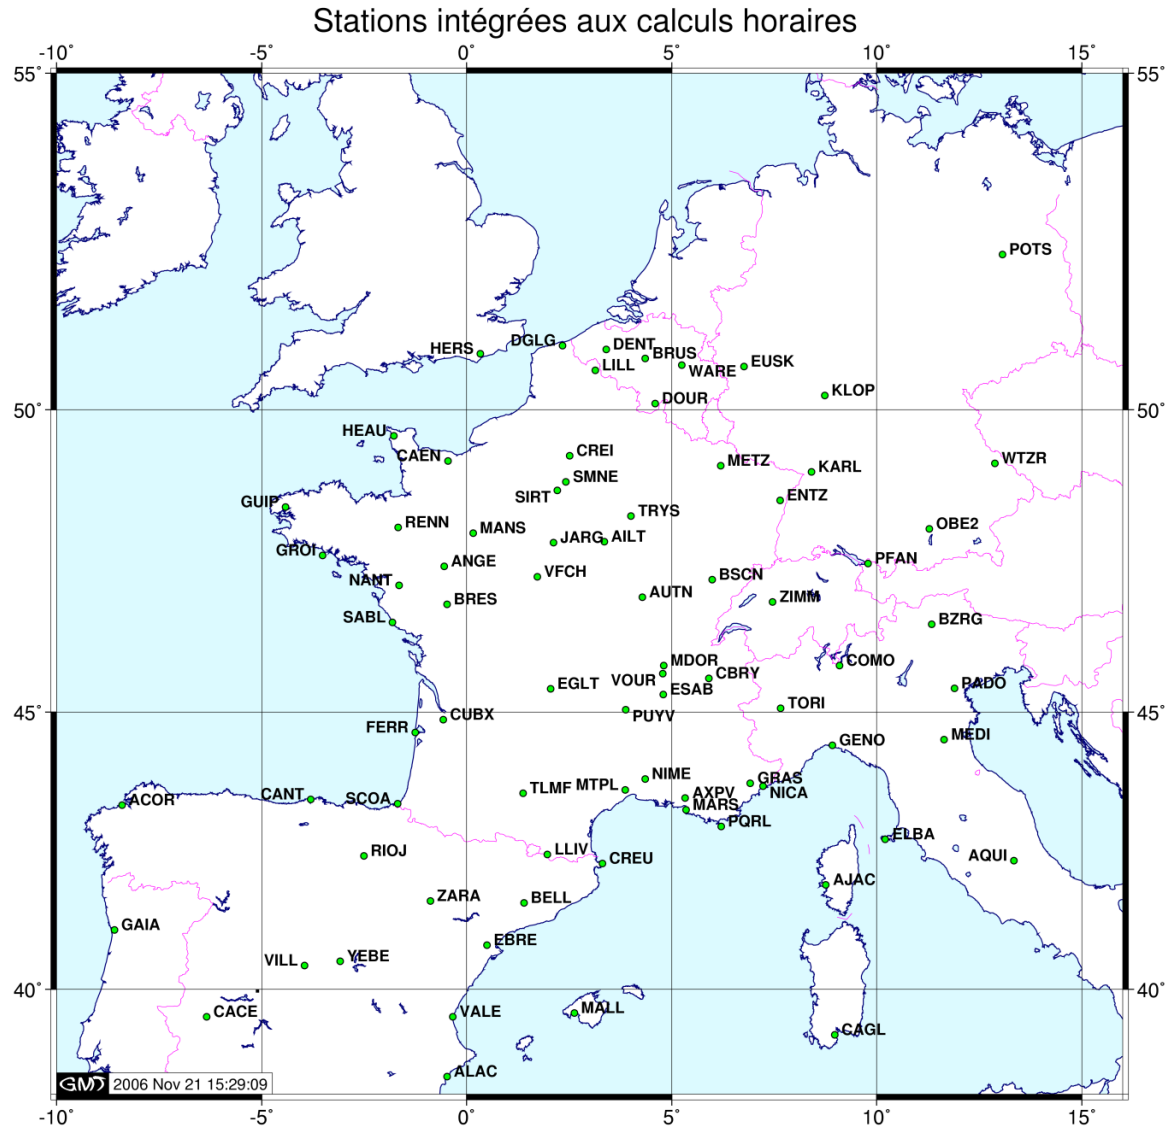 Stations intégrées aux calculs horaires
-10˚ -5˚ 0˚ 5˚ 10˚ 15˚
55˚ 55˚
POTS
DGLG
HERS
DENT
BRUS
LILL
WARE
EUSK
KLOP
DOUR
50˚ 50˚
HEAU
CAEN
CREI
METZ
KARL
WTZR
SMNE
SIRT
ENTZ
GUIP
TRYS
RENN
MANS
OBE2
JARG
AILT
GROI
ANGE
PFAN
VFCH
BSCN
NANT
AUTN
ZIMM
BRES
SABL
BZRG
MDOR
COMO
VOUR
CBRY
EGLT
ESAB
PADO
PUYV
TORI
45˚ 45˚
CUBX
FERR
GENO
MEDI
NIME
GRAS
TLMF
MTPL
AXPV
NICA
CANT
SCOA
ACOR
MARS
PQRL
ELBA
RIOJ
LLIV
CREU
AQUI
AJAC
ZARA
BELL
GAIA
EBRE
YEBE
VILL
40˚ 40˚
CACE
VALE
MALL
CAGL
ALAC
GMT 2006 Nov 21 15:29:09
-10˚ -5˚ 0˚ 5˚ 10˚ 15˚